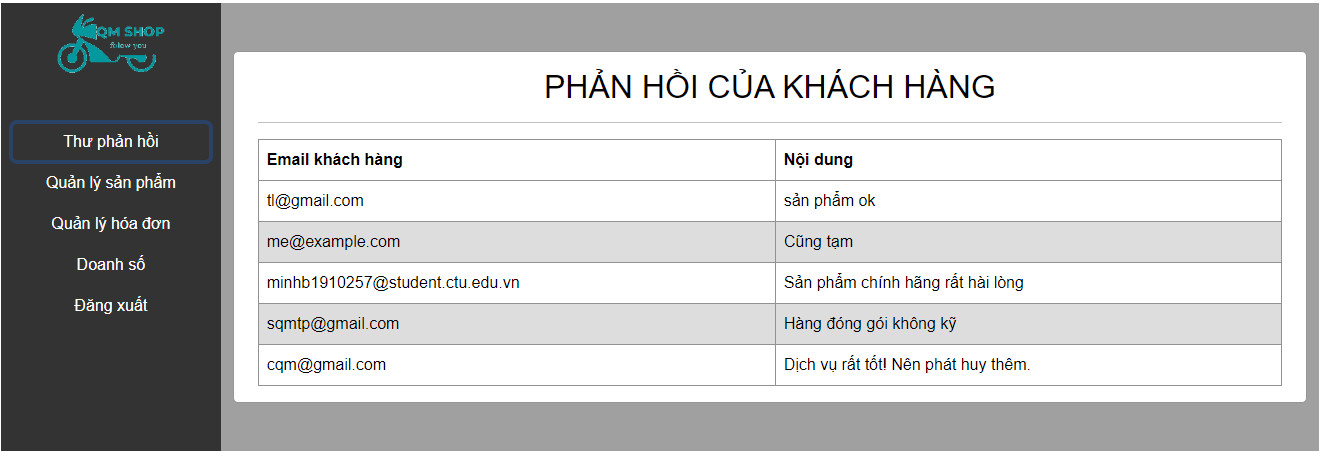 QM SHOP
folow you
Thư phản hồi
Quản lý sản phẩm
Quản lý hóa đơn
Doanh số
Đăng xuất
PHẢN HỒI CỦA KHÁCH HÀNG
Email khách hàng Nội dung
tl@gmail.com sản phẩm ok
me@example.com Cũng tạm
minhb1910257@student.ctu.edu.vn Sản phẩm chính hãng rất hài lòng
sqmtp@gmail.com Hàng đóng gói không kỹ
cqm@gmail.com Dịch vụ rất tốt! Nên phát huy thêm.